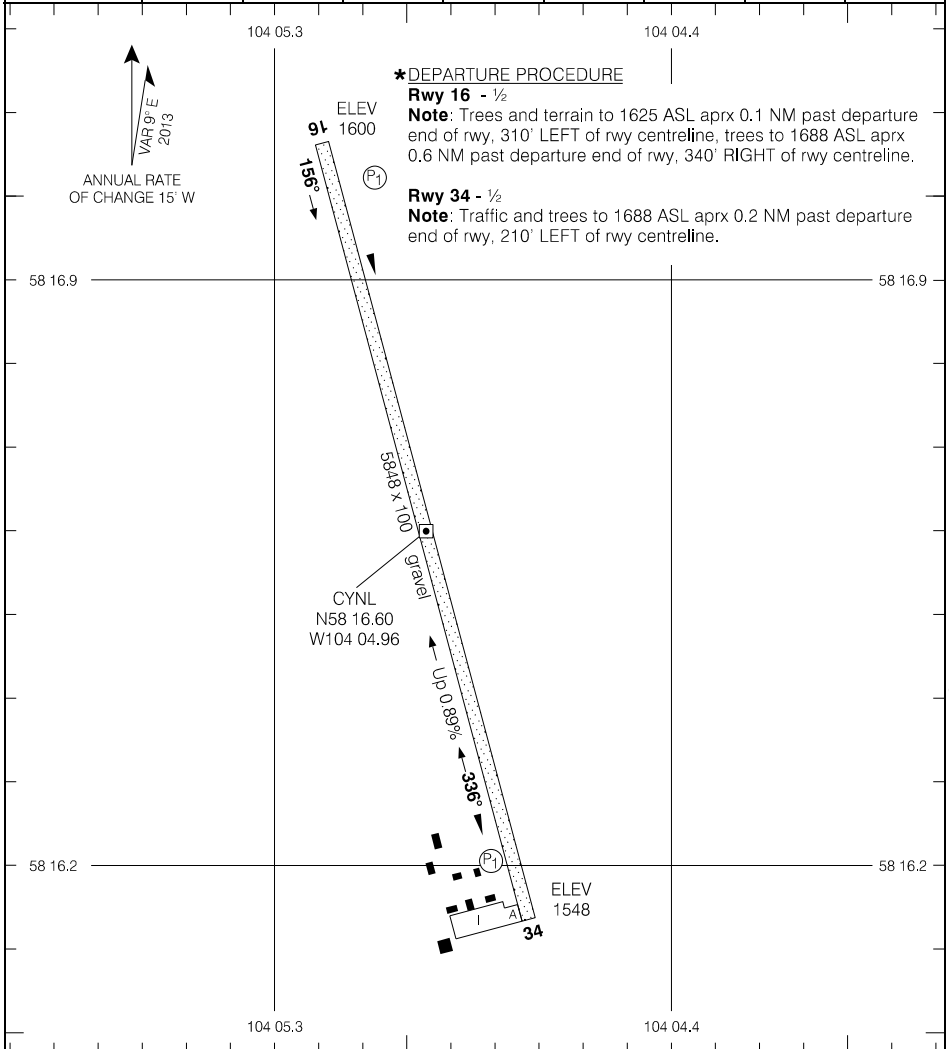 104 05.3
104 04.4
VAR 9° E
2013
ANNUAL RATE
OF CHANGE 15' W
ELEV
1600
16
156°
P1
*DEPARTURE PROCEDURE
Rwy 16 - ½
Note: Trees and terrain to 1625 ASL aprx 0.1 NM past departure
end of rwy, 310' LEFT of rwy centreline, trees to 1688 ASL aprx
0.6 NM past departure end of rwy, 340' RIGHT of rwy centreline.
Rwy 34 - ½
Note: Traffic and trees to 1688 ASL aprx 0.2 NM past departure
end of rwy, 210' LEFT of rwy centreline.
58 16.9
58 16.9
5848 x 100
gravel
CYNL
N58 16.60
W104 04.96
Up 0.89%
336°
58 16.2
P1
58 16.2
ELEV
1548
I
A
34
104 05.3
104 04.4